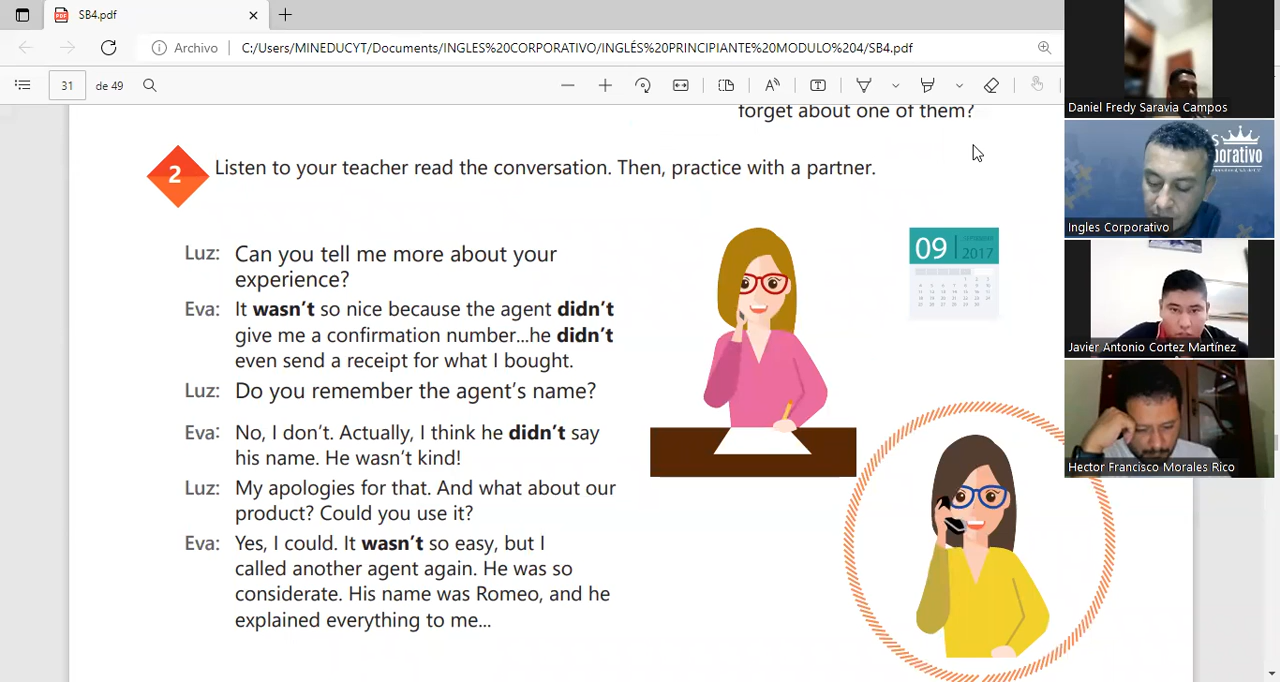 SB4.pdf
Archivo
C:/Users/MINEDUCYT/Documents/INGLES%20CORPORATIVO/INGLÉS%20PRINCIPIANTE%20MODULO%204/SB4.pdf
31
de 49
forget about one of them?
2
Listen to your teacher read the conversation. Then, practice with a partner.
Luz: Can you tell me more about your
experience?
Eva: It wasn't so nice because the agent didn't
give me a confirmation number...he didn't
even send a receipt for what I bought.
Luz: Do you remember the agent's name?
Eva: No, I don't. Actually, I think he didn't say
his name. He wasn't kind!
Luz: My apologies for that. And what about our
product? Could you use it?
Eva: Yes, I could. It wasn't so easy, but I
called another agent again. He was so
considerate. His name was Romeo, and he
explained everything to me...
09
2017
Daniel Fredy Saravia Campos
Ingles Corporativo
Javier Antonio Cortez Martínez
Hector Francisco Morales Rico